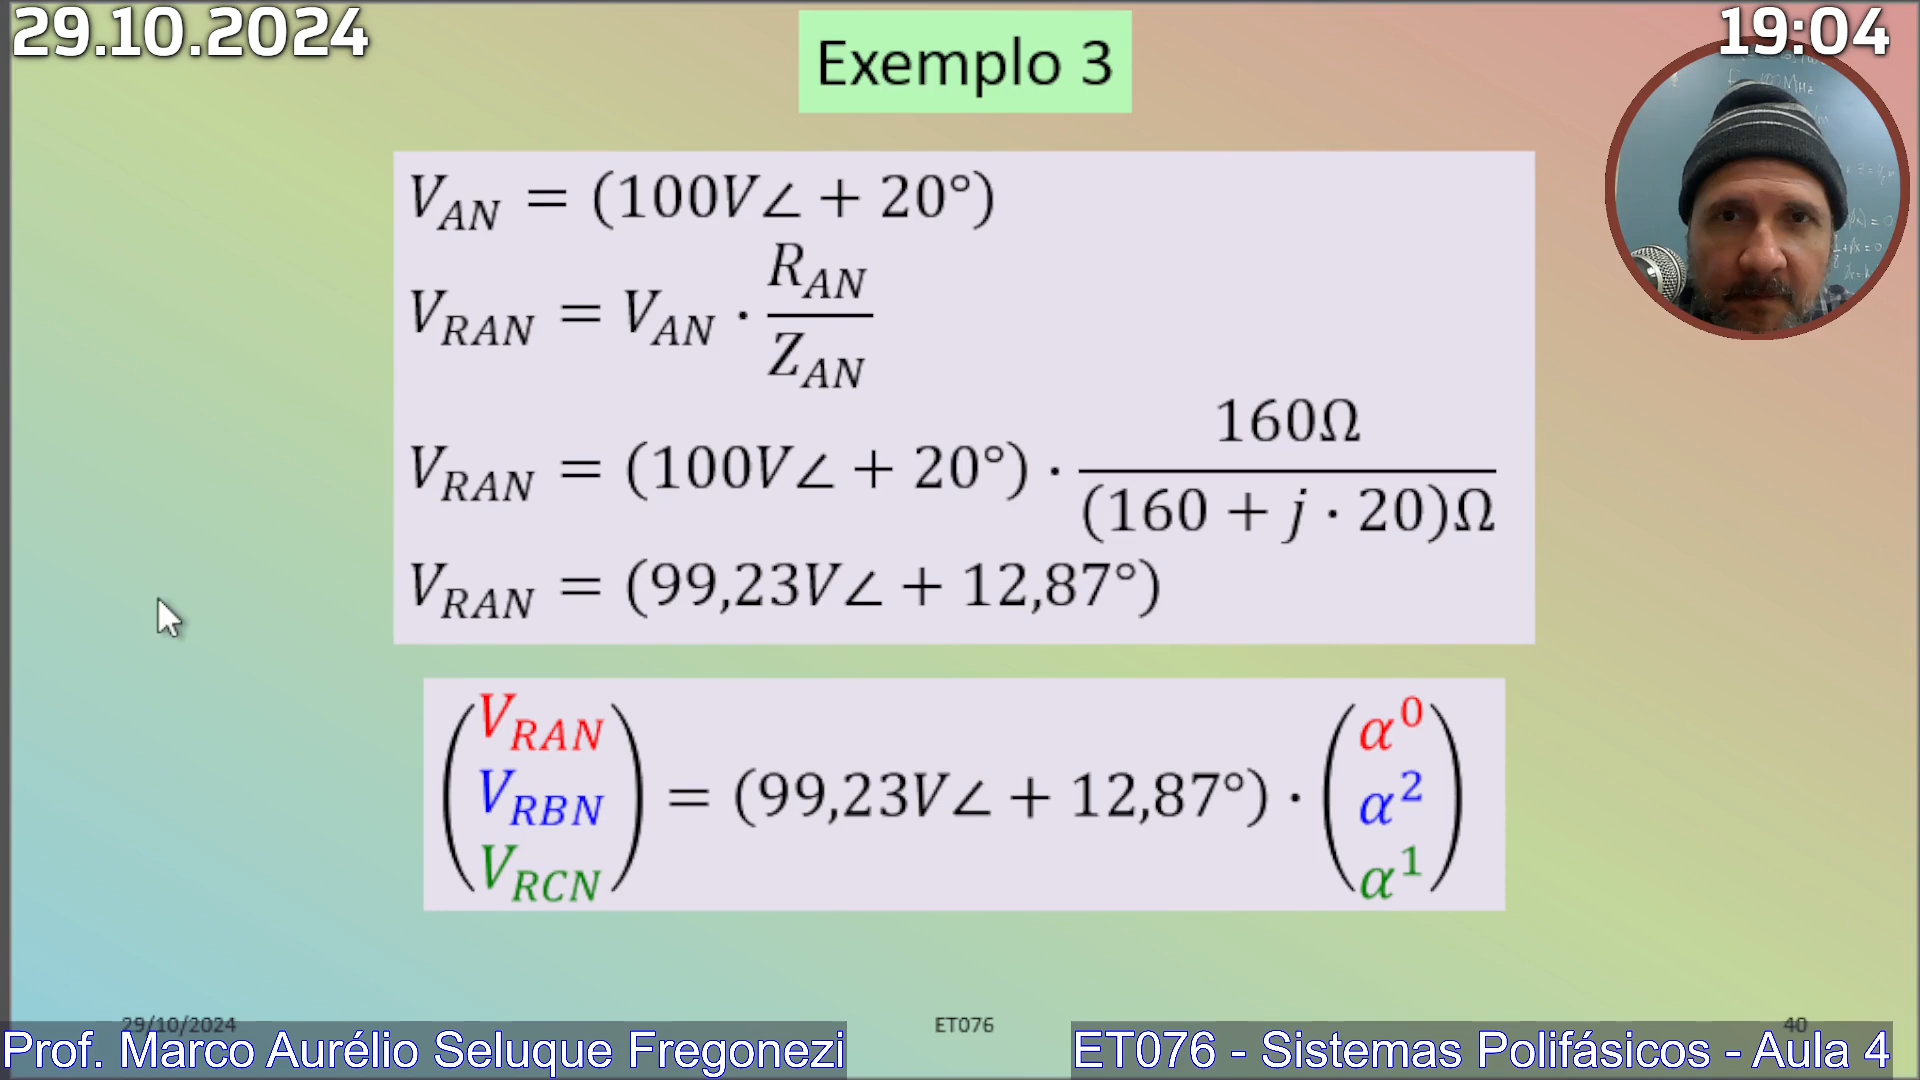 29.10.2024
19:04
Exemplo 3
V_AN = (100V∠ + 20°)
V_RAN = V_AN · R_AN / Z_AN
V_RAN = (100V∠ + 20°) · 160Ω / (160 + j · 20)Ω
V_RAN = (99,23V∠ + 12,87°)
(V_RAN V_RBN V_RCN) = (99,23V∠ + 12,87°) · (α^0 α^2 α^1)
29/10/2024
ET076
40
Prof. Marco Aurélio Seluque Fregonezi
ET076 - Sistemas Polifásicos - Aula 4